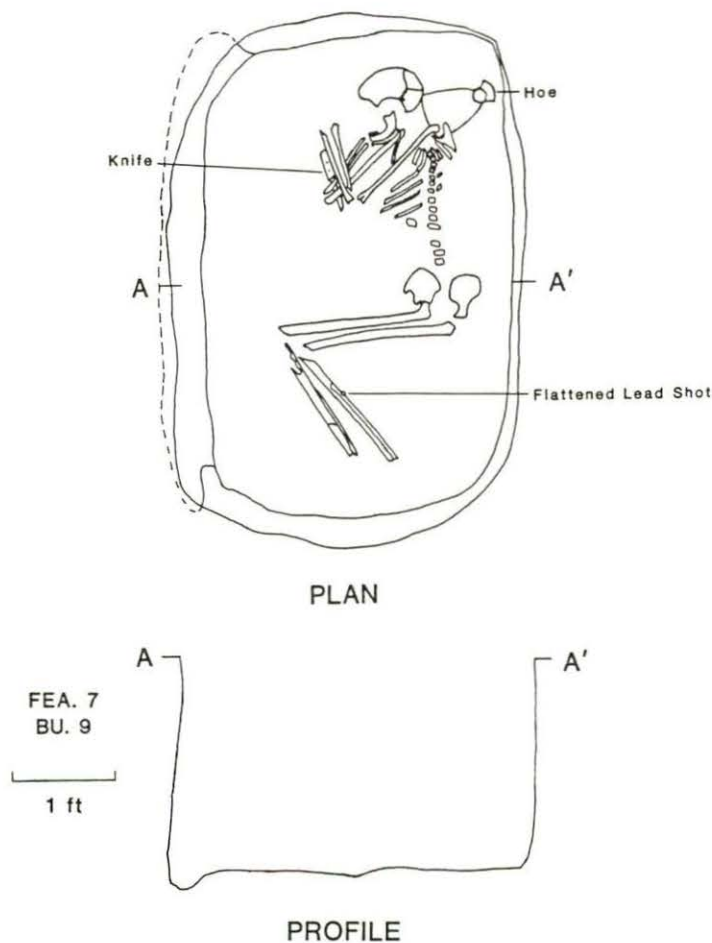 Hoe
Knife
A A'
Flattened Lead Shot
PLAN
A A'
FEA. 7
BU. 9
1 ft
PROFILE